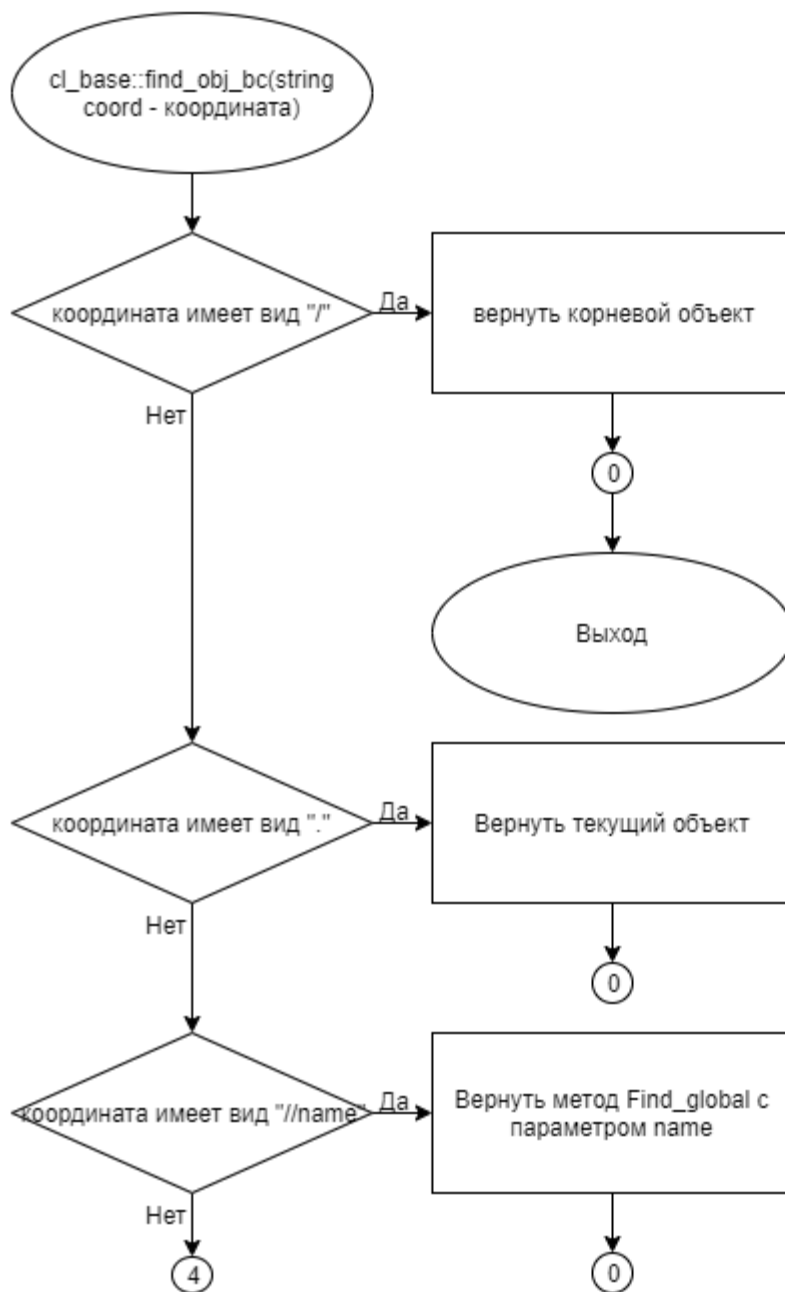 cl_base::find_obj_bc(string
coord - координата)
координата имеет вид "/"
Да
вернуть корневой объект
Нет
0
Выход
координата имеет вид "."
Да
Вернуть текущий объект
Нет
0
координата имеет вид "//name"
Да
Вернуть метод Find_global с
параметром name
Нет
4
0